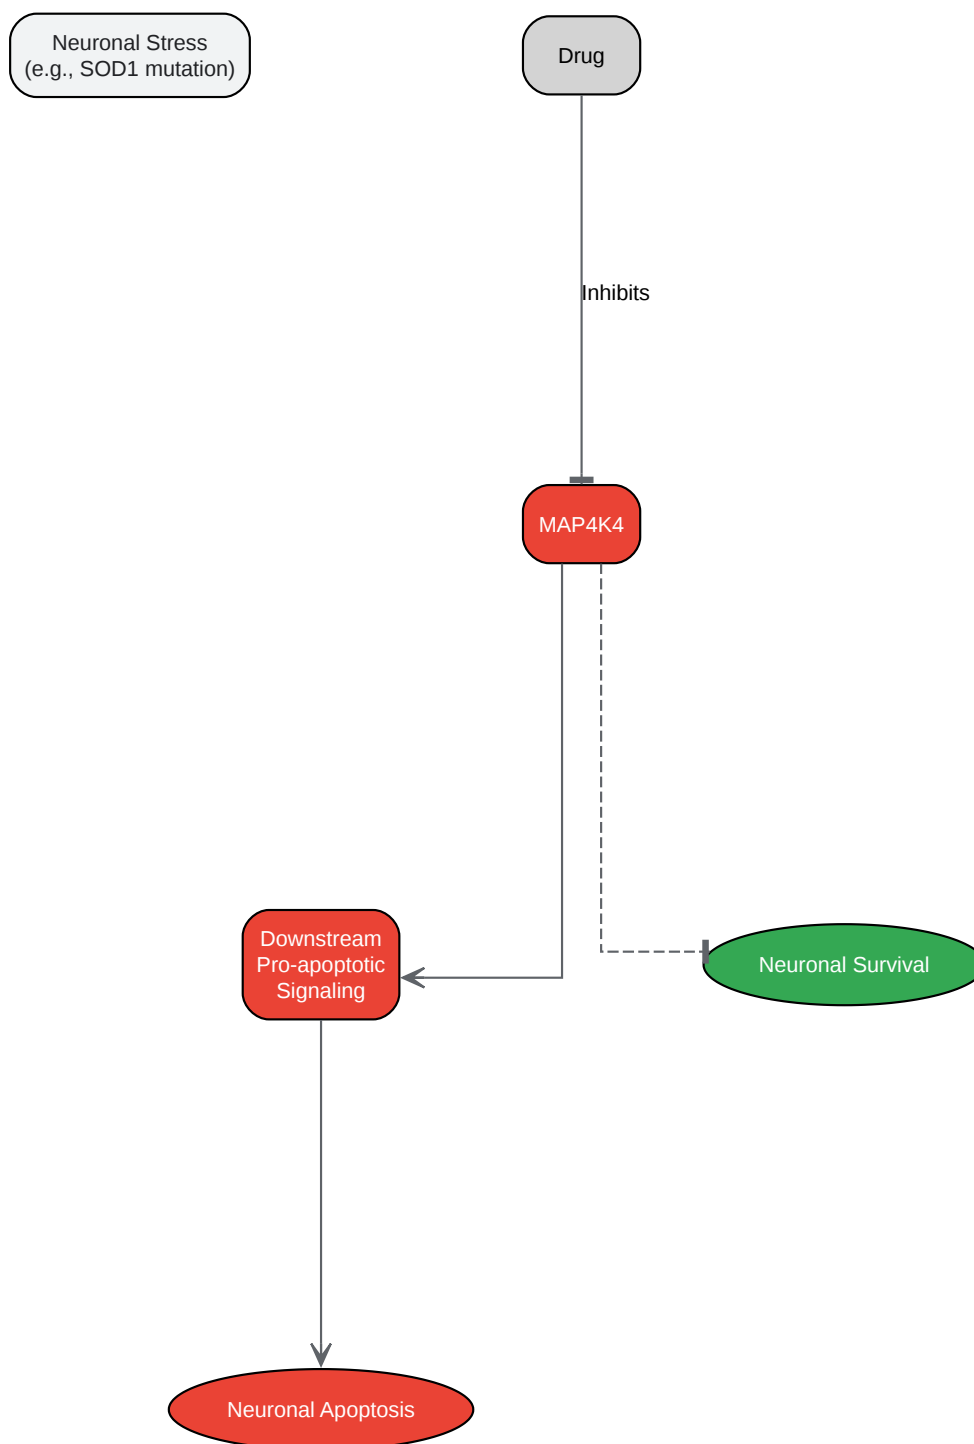 Neuronal Stress
(e.g., SOD1 mutation)
Drug
Inhibits
MAP4K4
Downstream
Pro-apoptotic
Signaling
Neuronal Survival
Neuronal Apoptosis